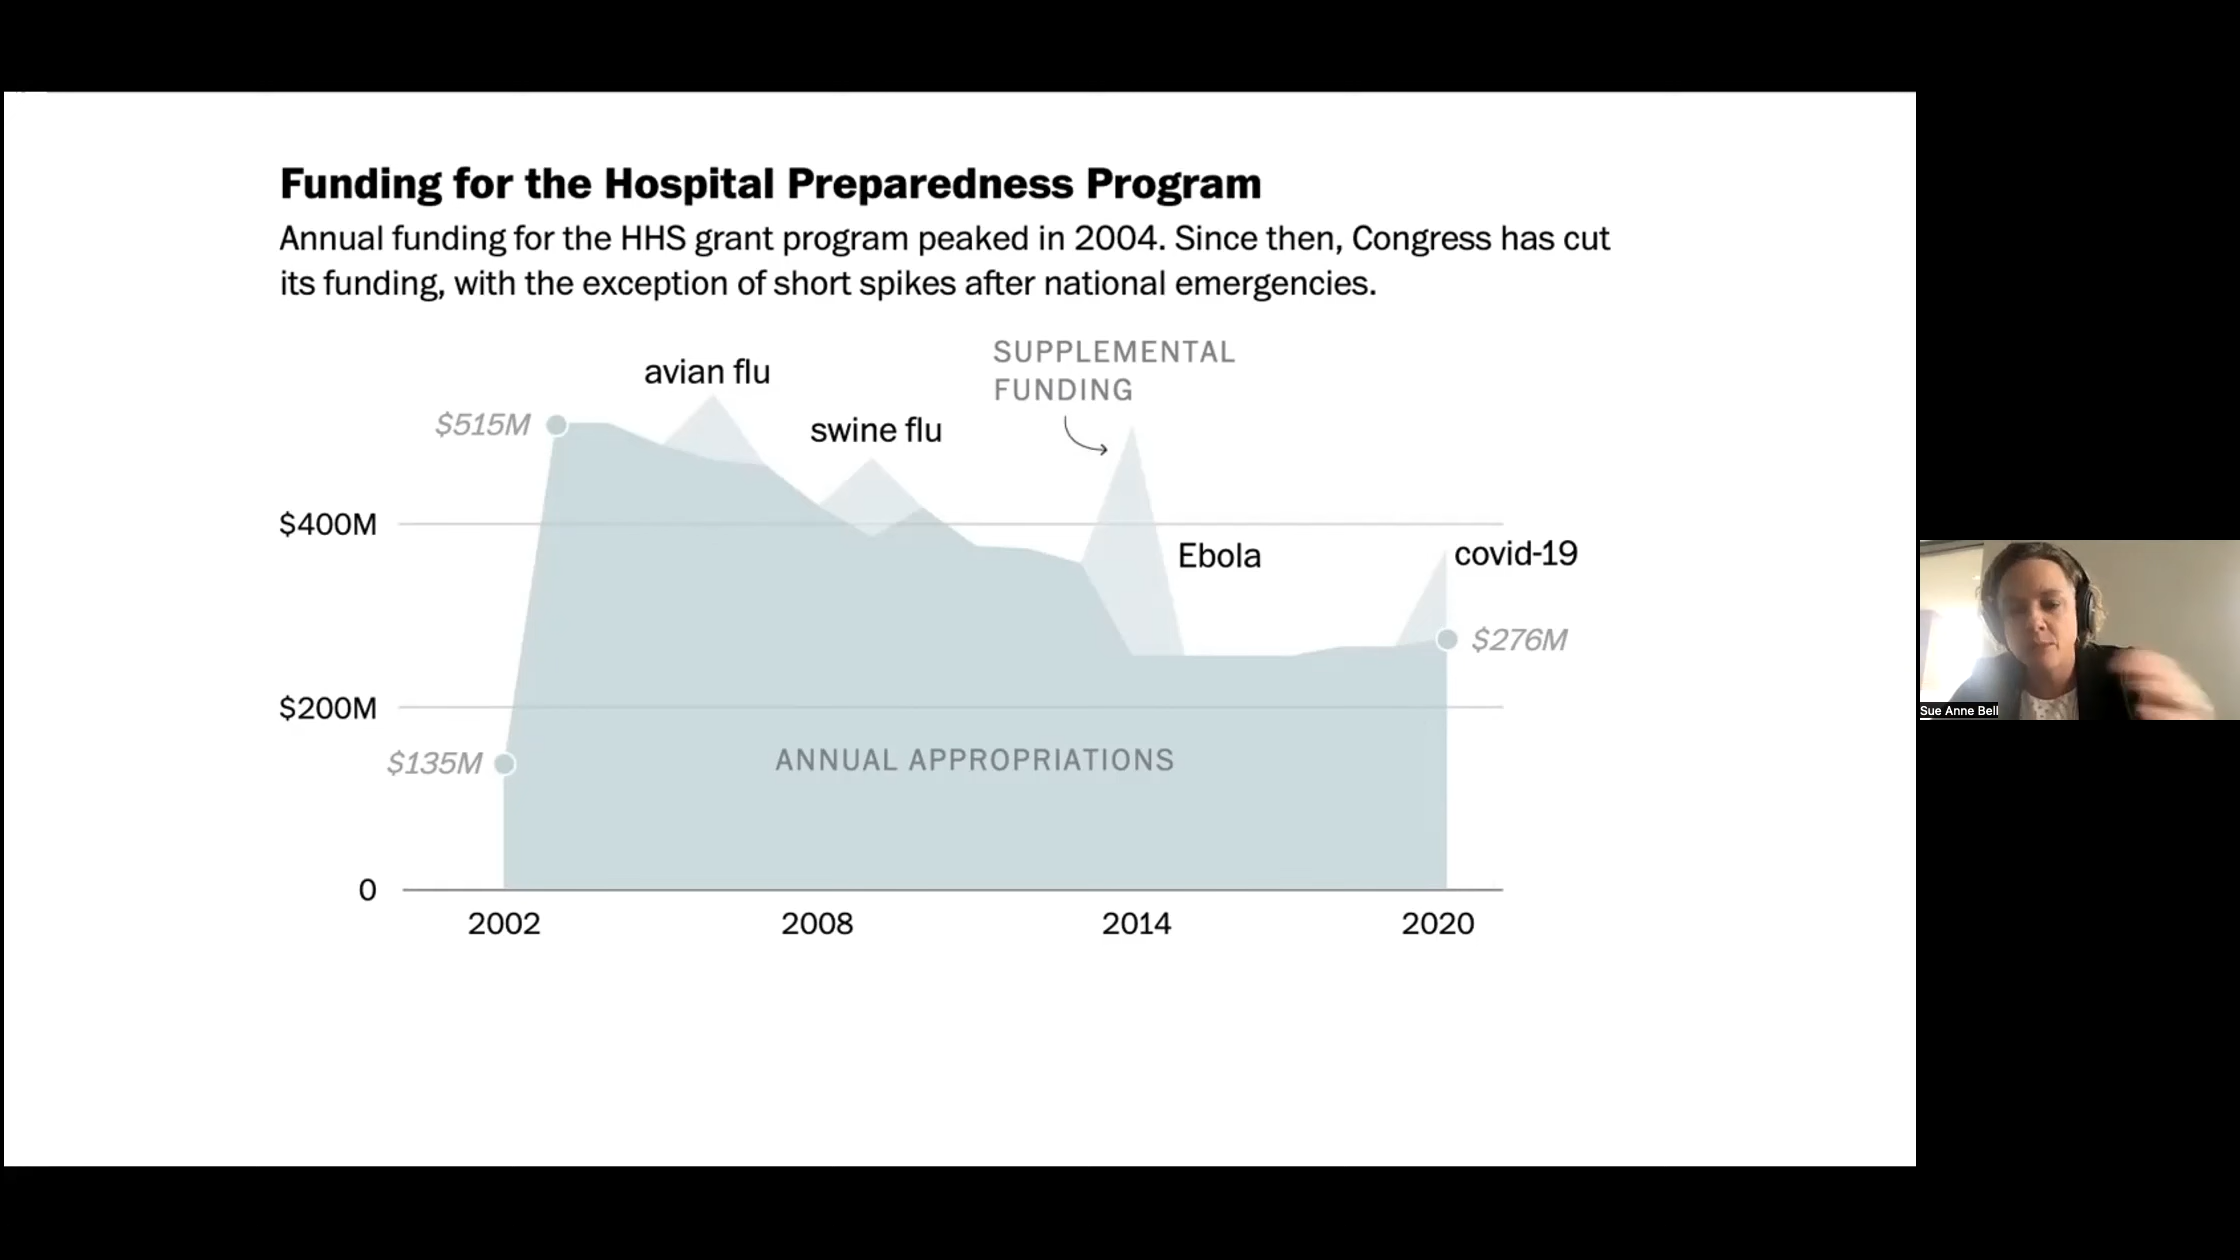 Funding for the Hospital Preparedness Program
Annual funding for the HHS grant program peaked in 2004. Since then, Congress has cut
its funding, with the exception of short spikes after national emergencies.
SUPPLEMENTAL
FUNDING
avian flu
swine flu
$515M
$400M
Ebola
covid-19
$276M
$200M
$135M
ANNUAL APPROPRIATIONS
0
2002
2008
2014
2020
Sue Anne Bell